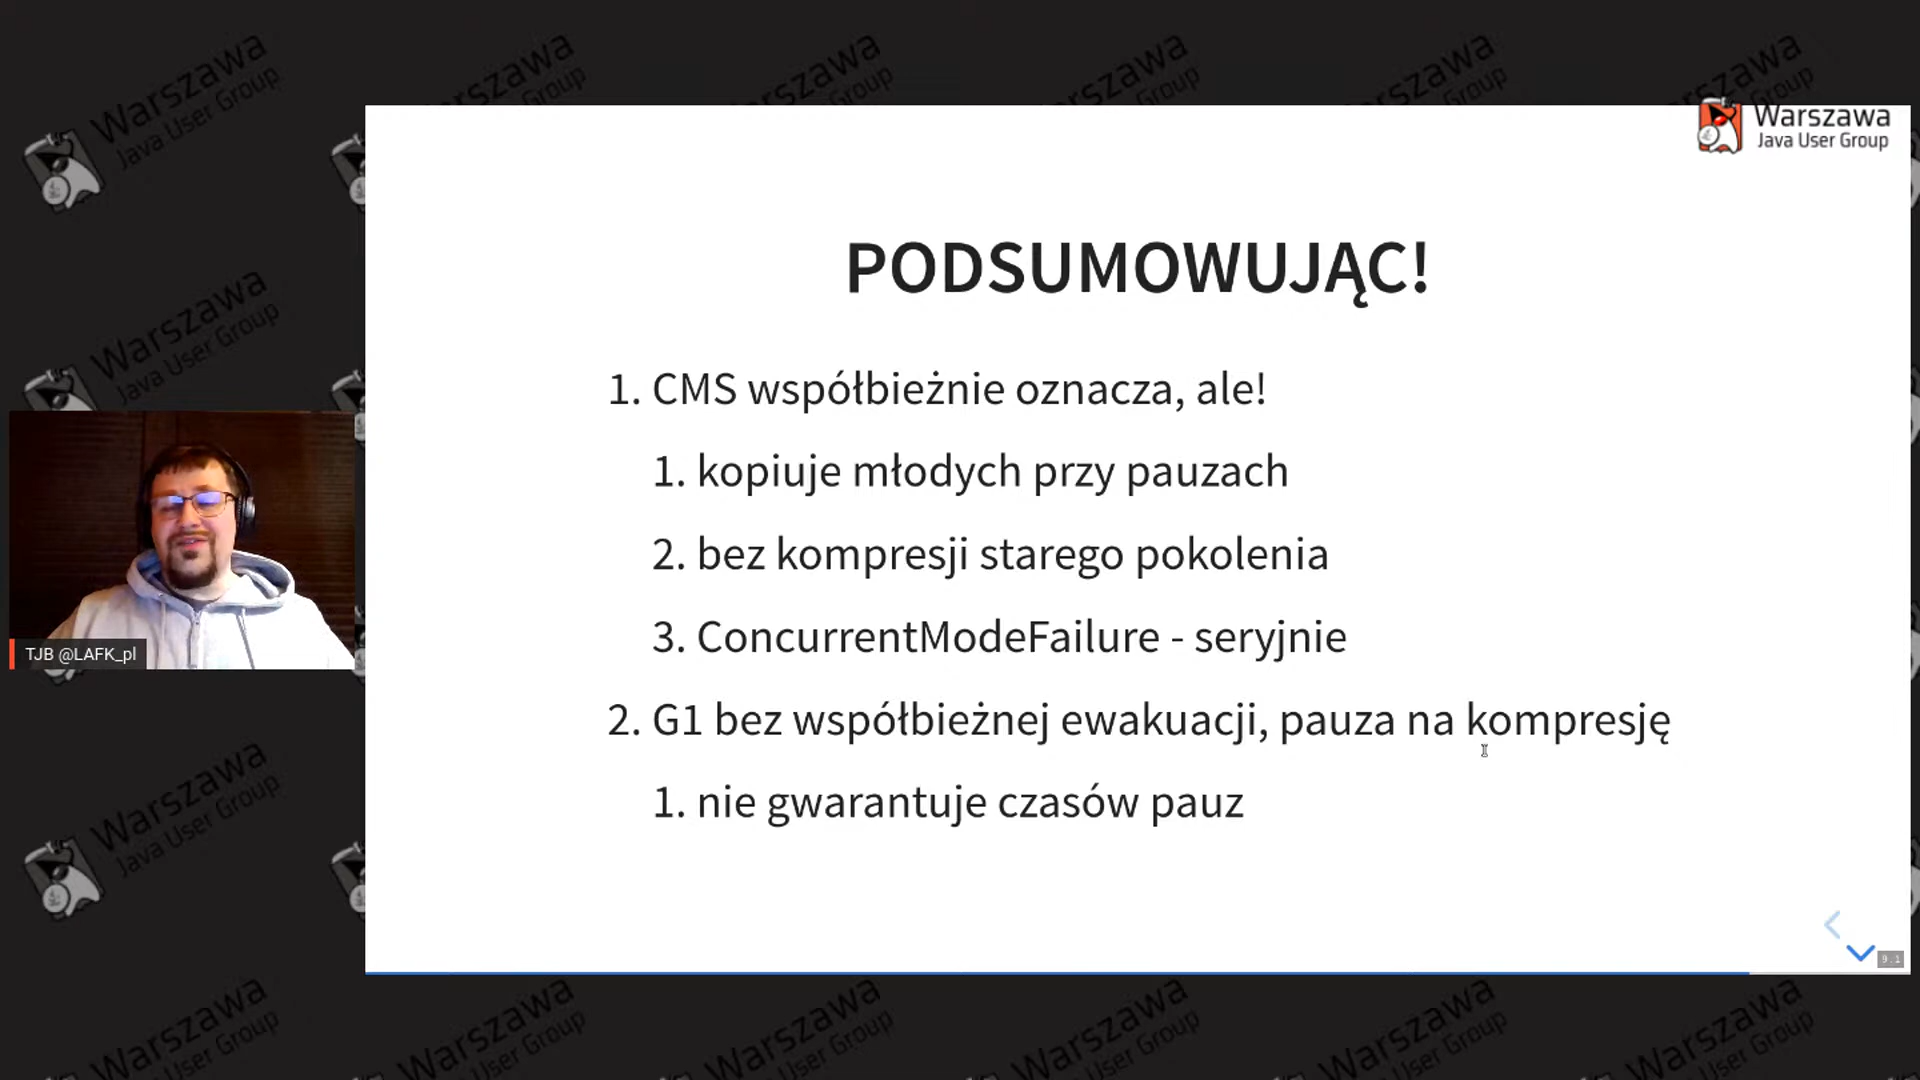 Warszawa
Java User Group
PODSUMOWUJĄC!
1. CMS współbieżnie oznacza, ale!
1. kopiuje młodych przy pauzach
2. bez kompresji starego pokolenia
3. ConcurrentModeFailure - seryjnie
2. G1 bez współbieżnej ewakuacji, pauza na kompresję
1. nie gwarantuje czasów pauz
TJB @LAFK_pl
9.1